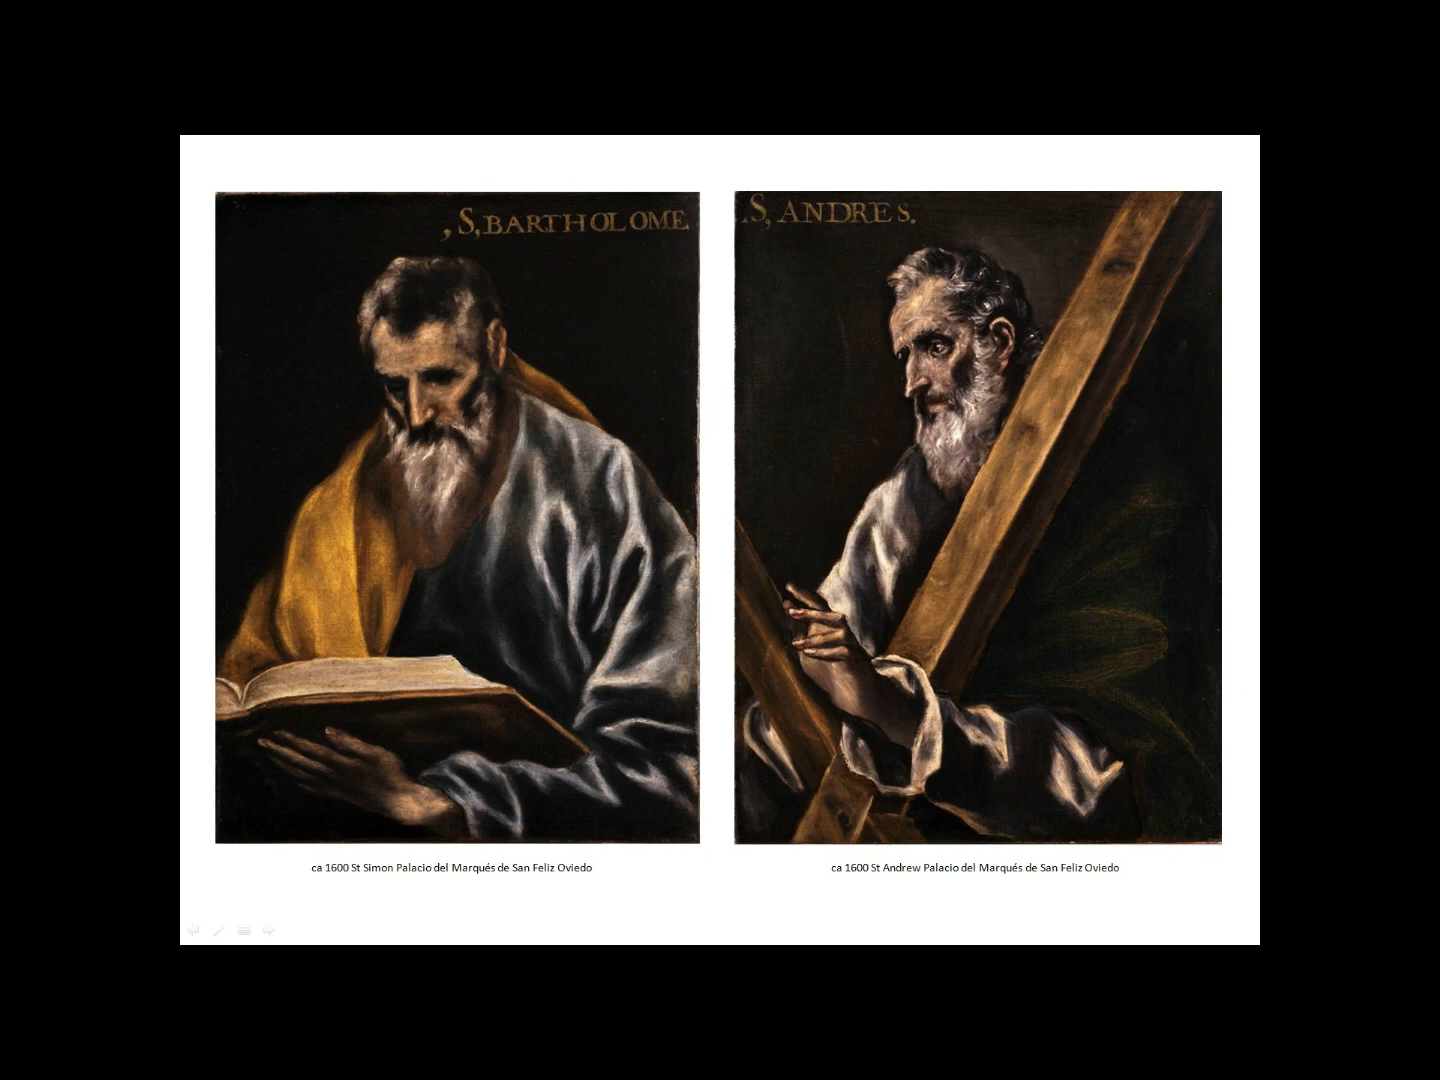 , S, BARTHOLOME
.S, ANDRES.
ca 1600 St Simon Palacio del Marqués de San Feliz Oviedo
ca 1600 St Andrew Palacio del Marqués de San Feliz Oviedo